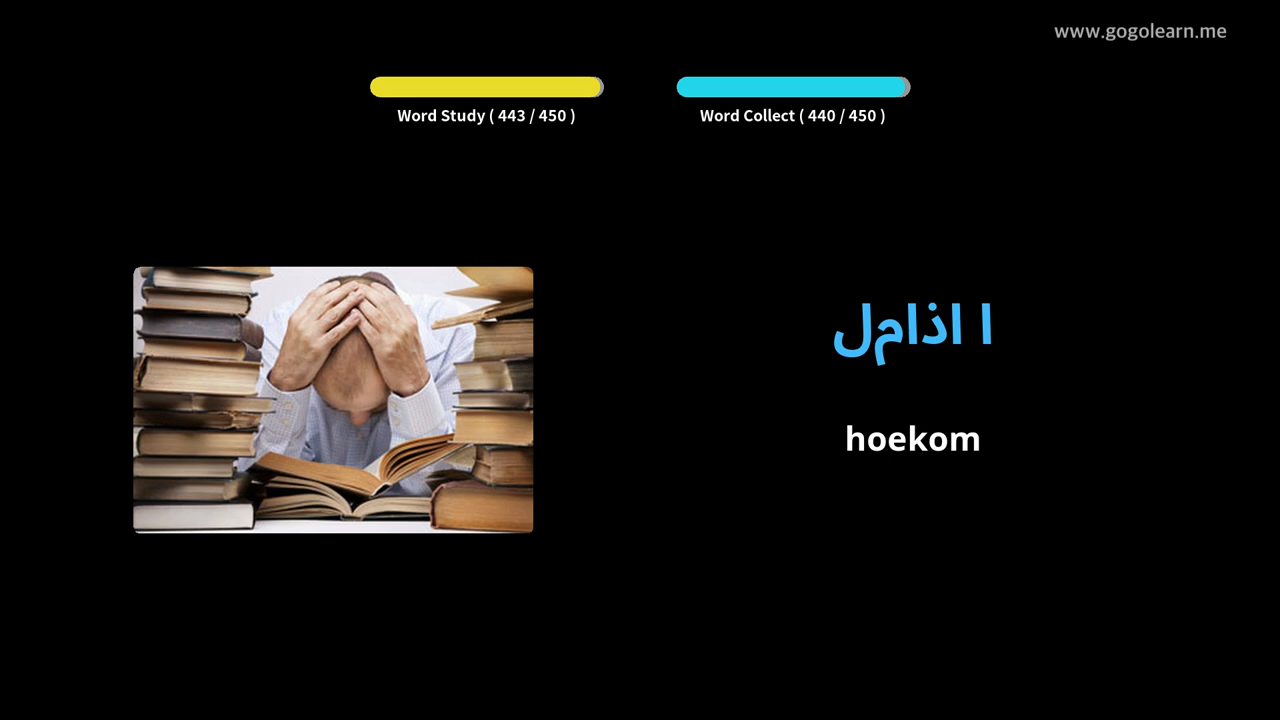 www.gogolearn.me
Word Study ( 443 / 450 )
Word Collect ( 440 / 450 )
ا اذامل
hoekom